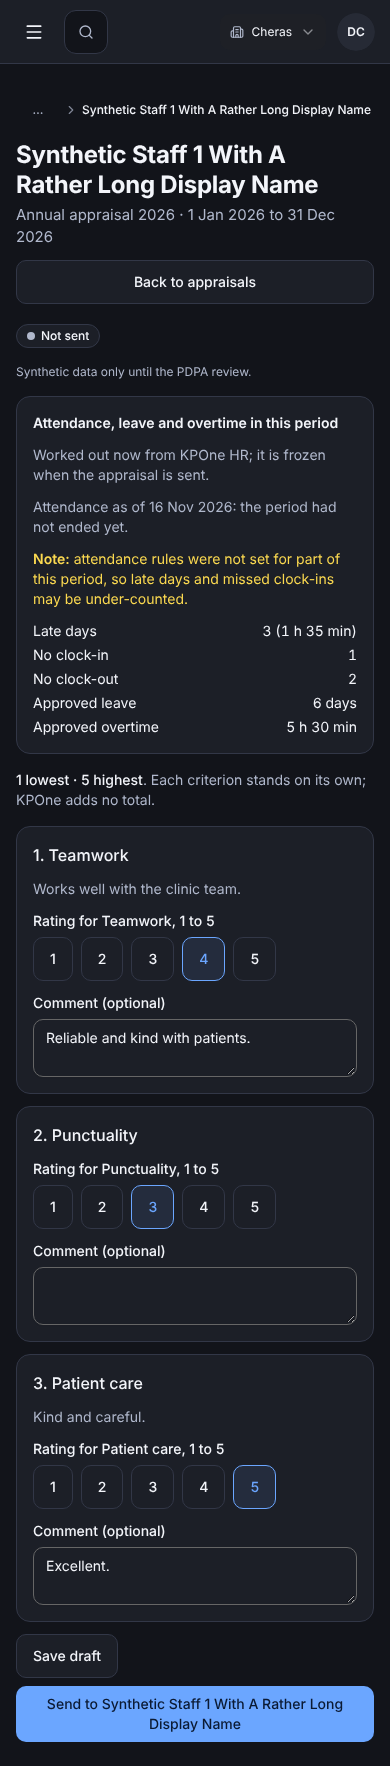 Cheras
DC
...
Synthetic Staff 1 With A Rather Long Display Name
Synthetic Staff 1 With A
Rather Long Display Name
Annual appraisal 2026 · 1 Jan 2026 to 31 Dec
2026
Back to appraisals
Not sent
Synthetic data only until the PDPA review.
Attendance, leave and overtime in this period
Worked out now from KPOne HR; it is frozen
when the appraisal is sent.
Attendance as of 16 Nov 2026: the period had
not ended yet.
Note: attendance rules were not set for part of
this period, so late days and missed clock-ins
may be under-counted.
Late days 3 (1 h 35 min)
No clock-in 1
No clock-out 2
Approved leave 6 days
Approved overtime 5 h 30 min
1 lowest · 5 highest. Each criterion stands on its own;
KPOne adds no total.
1. Teamwork
Works well with the clinic team.
Rating for Teamwork, 1 to 5
1 2 3 4 5
Comment (optional)
Reliable and kind with patients.
2. Punctuality
Rating for Punctuality, 1 to 5
1 2 3 4 5
Comment (optional)
3. Patient care
Kind and careful.
Rating for Patient care, 1 to 5
1 2 3 4 5
Comment (optional)
Excellent.
Save draft
Send to Synthetic Staff 1 With A Rather Long
Display Name